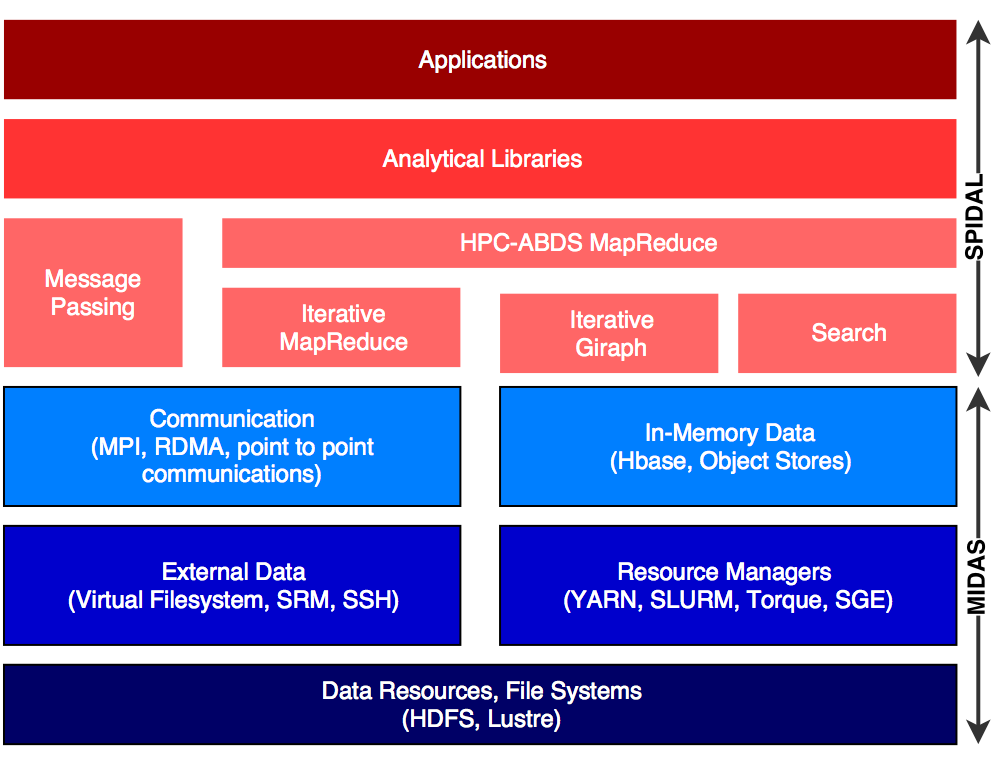 Applications
Analytical Libraries
Message
Passing
HPC-ABDS MapReduce
Iterative
MapReduce
Iterative
Giraph
Search
SPIDAL
Communication
(MPI, RDMA, point to point
communications)
In-Memory Data
(Hbase, Object Stores)
External Data
(Virtual Filesystem, SRM, SSH)
Resource Managers
(YARN, SLURM, Torque, SGE)
Data Resources, File Systems
(HDFS, Lustre)
MIDAS